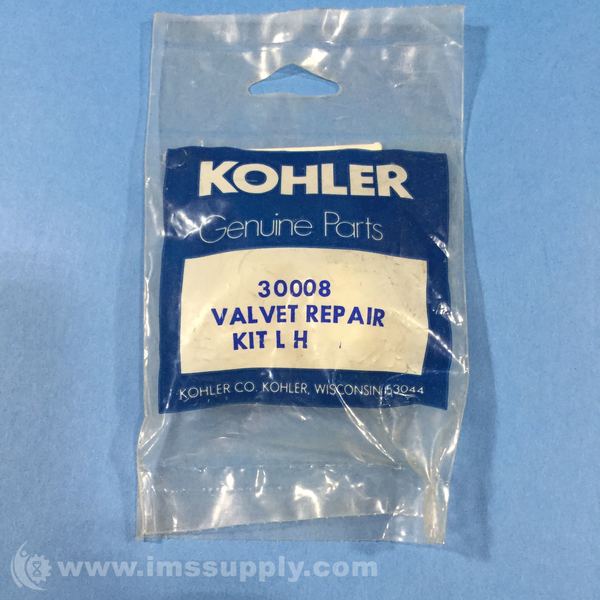 KOHLER
Genuine Parts
30008
VALVET REPAIR
KIT L H
KOHLER CO. KOHLER, WISCONSIN 53044
www.imssupply.com